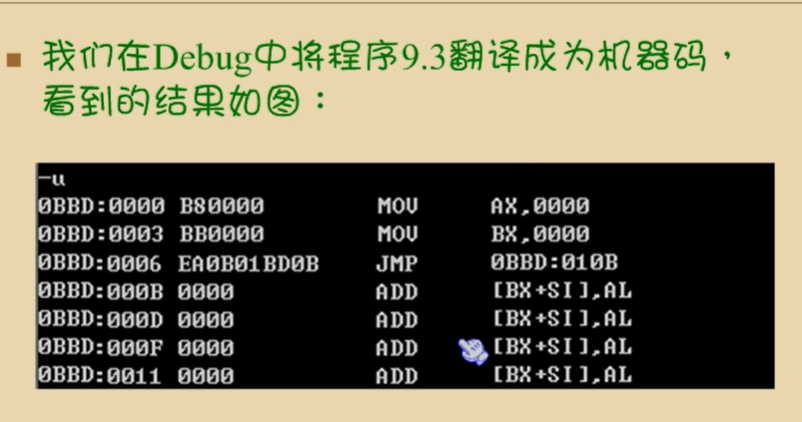 我们在Debug中将程序9.3翻译成为机器码，
看到的结果如图：
-u
0BBD:0000 B80000 MOV AX,0000
0BBD:0003 BB0000 MOV BX,0000
0BBD:0006 EA0B01BD0B JMP 0BBD:010B
0BBD:000B 0000 ADD [BX+SI],AL
0BBD:000D 0000 ADD [BX+SI],AL
0BBD:000F 0000 ADD [BX+SI],AL
0BBD:0011 0000 ADD [BX+SI],AL